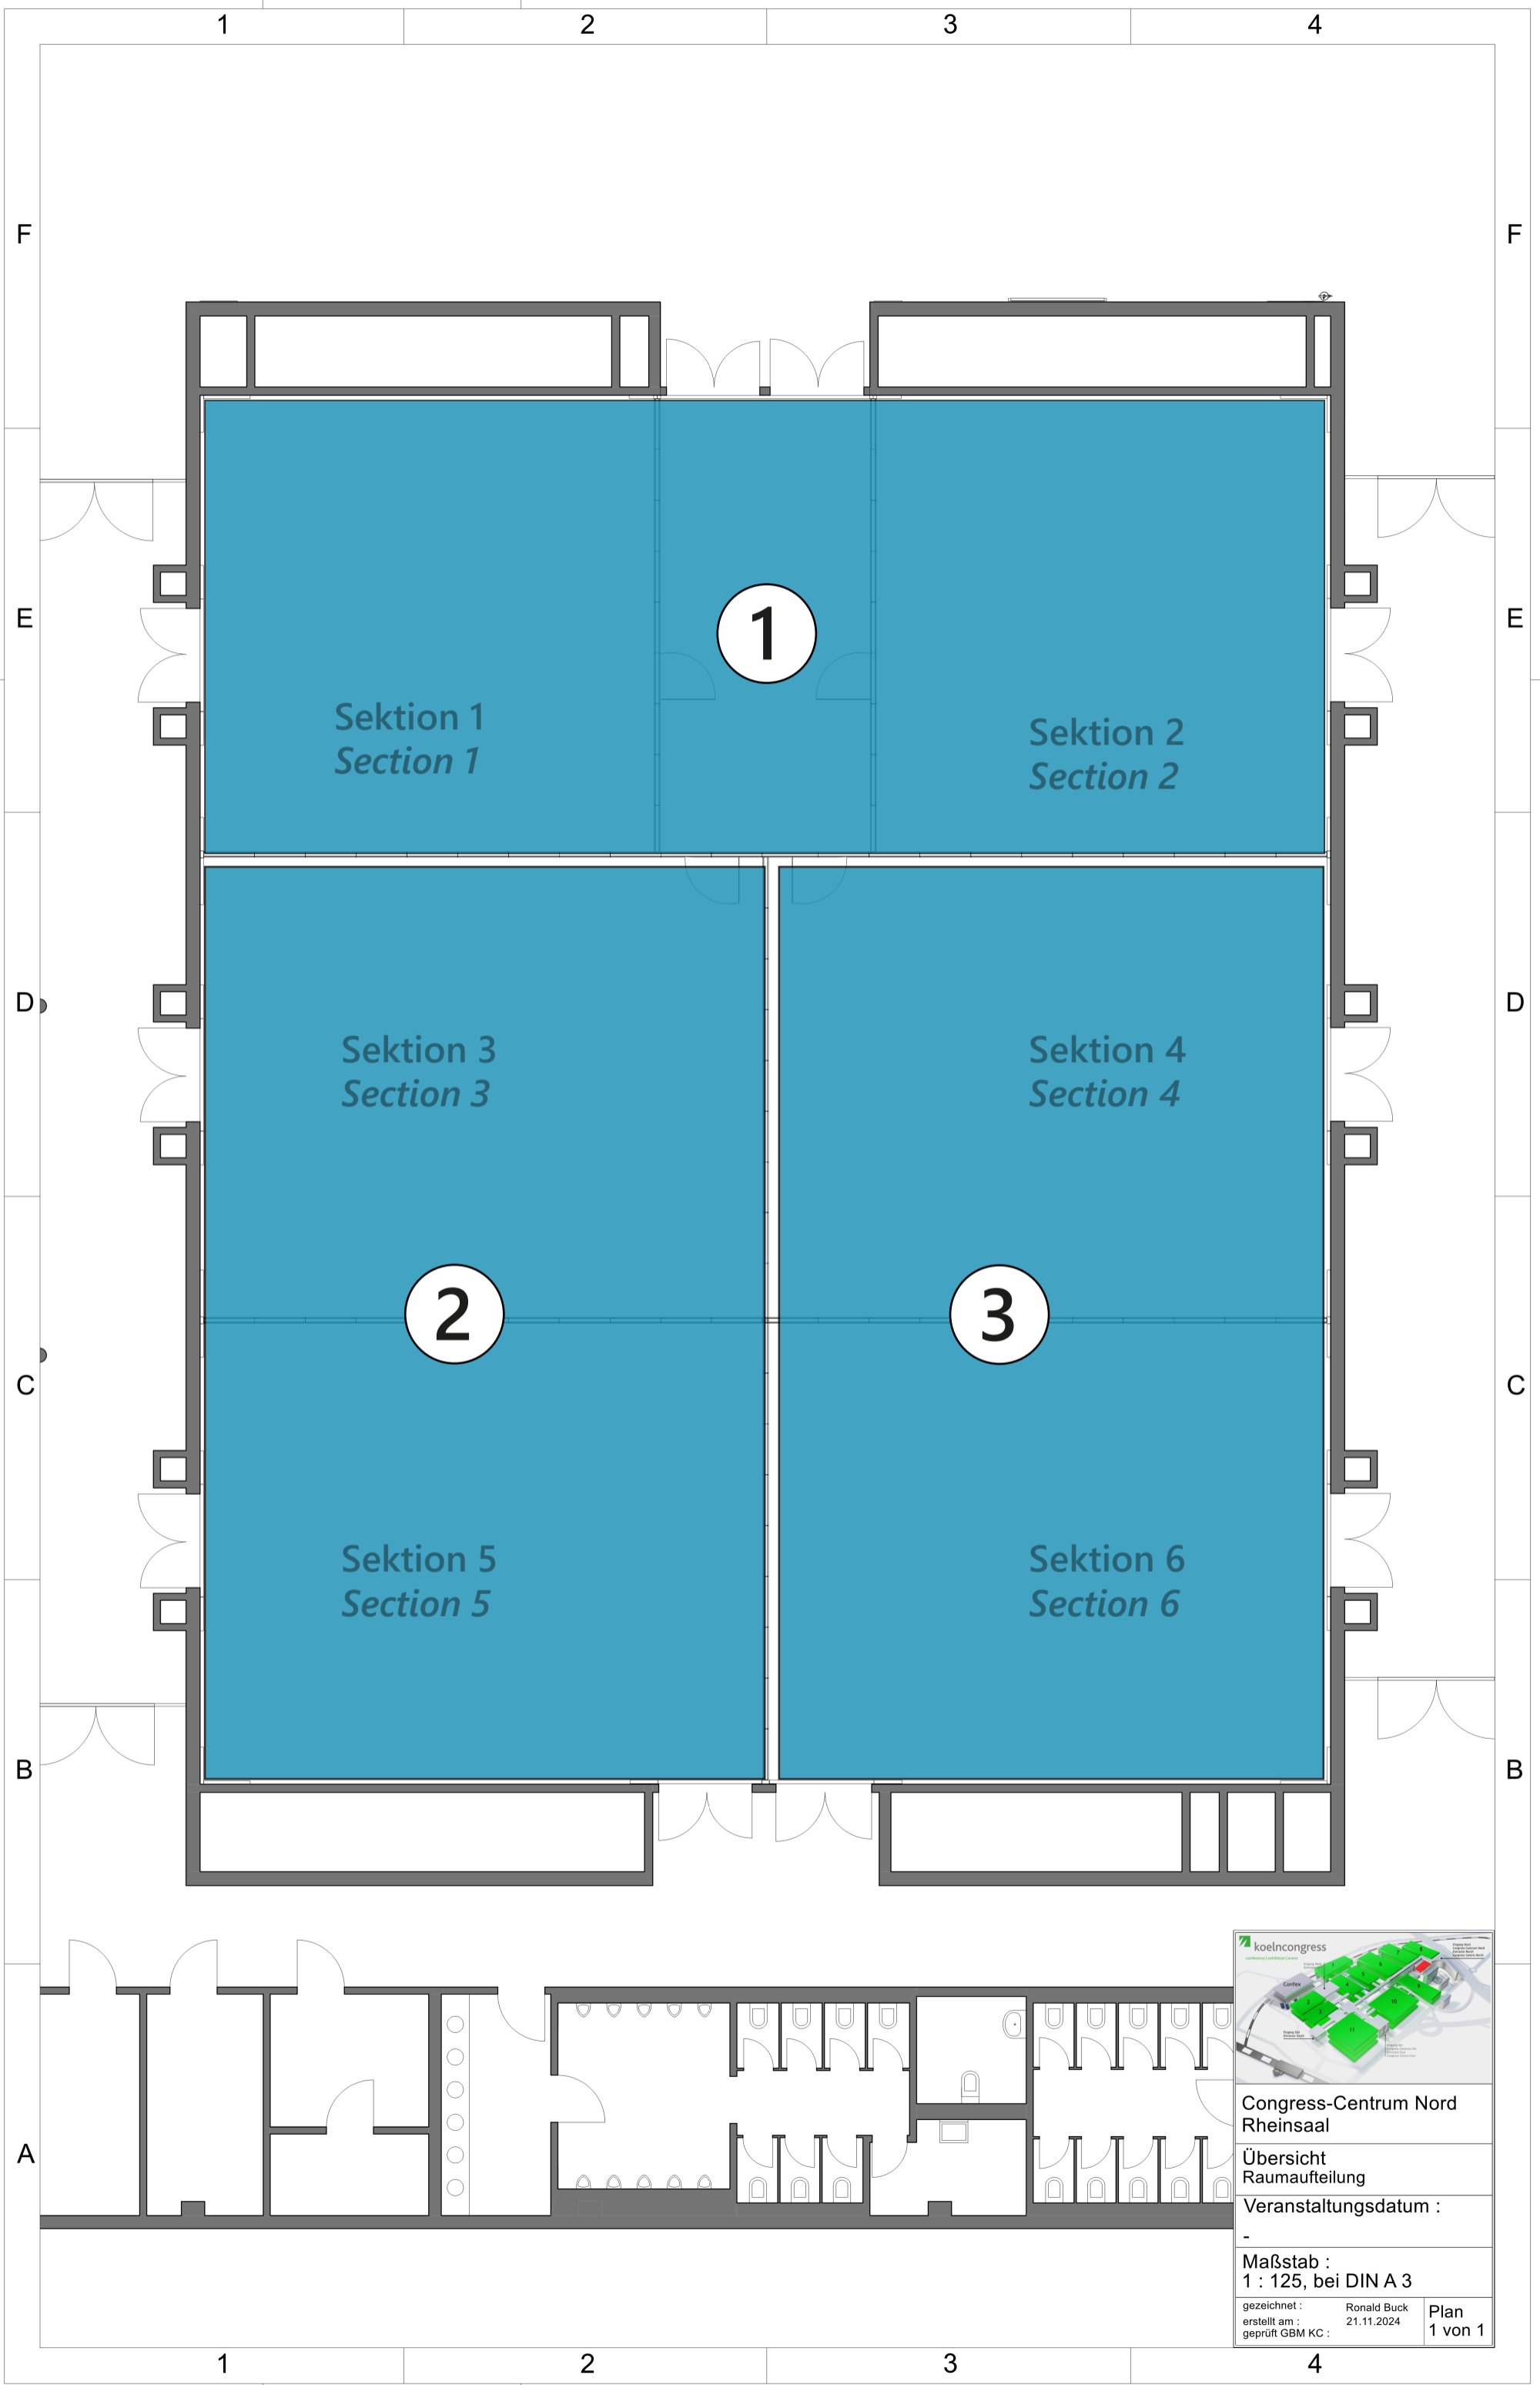 1 2 3 4
F F
E E
1
Sektion 1
Section 1
Sektion 2
Section 2
D D
Sektion 3
Section 3
Sektion 4
Section 4
2 3
C C
Sektion 5
Section 5
Sektion 6
Section 6
B B
koelncongress
Confex
Congress-Centrum Nord
Rheinsaal
A
Übersicht
Raumaufteilung
Veranstaltungsdatum :
-
Maßstab :
1 : 125, bei DIN A 3
gezeichnet : Ronald Buck
erstellt am : 21.11.2024
geprüft GBM KC :
Plan
1 von 1
1 2 3 4